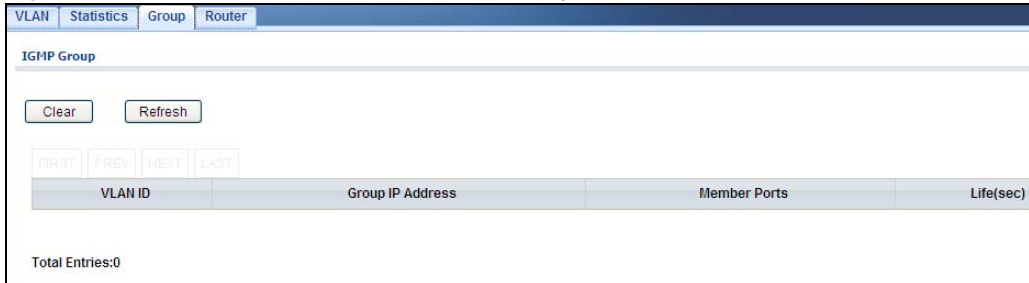 VLAN Statistics Group Router
IGMP Group
Clear Refresh
FIRST PREV NEXT LAST
VLAN ID Group IP Address Member Ports Life(sec)
Total Entries:0